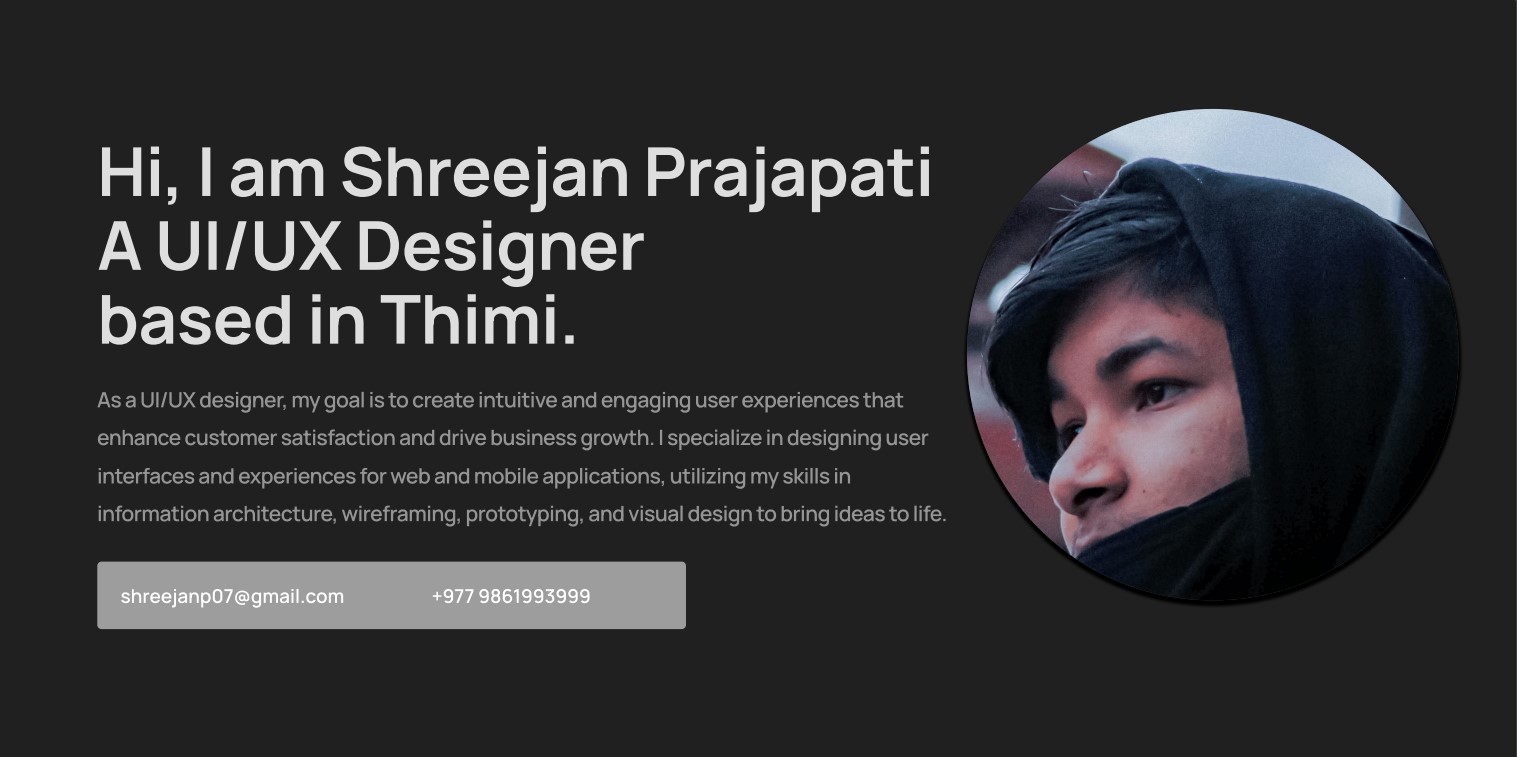 Hi, I am Shreejan Prajapati
A UI/UX Designer
based in Thimi.
As a UI/UX designer, my goal is to create intuitive and engaging user experiences that
enhance customer satisfaction and drive business growth. I specialize in designing user
interfaces and experiences for web and mobile applications, utilizing my skills in
information architecture, wireframing, prototyping, and visual design to bring ideas to life.
shreejanp07@gmail.com +977 9861993999